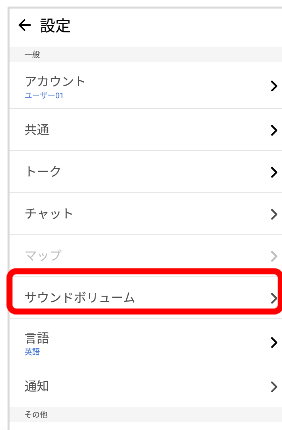 設定
一般
アカウント
ユーザー01
共通
トーク
チャット
マップ
サウンドボリューム
言語
英語
通知
その他